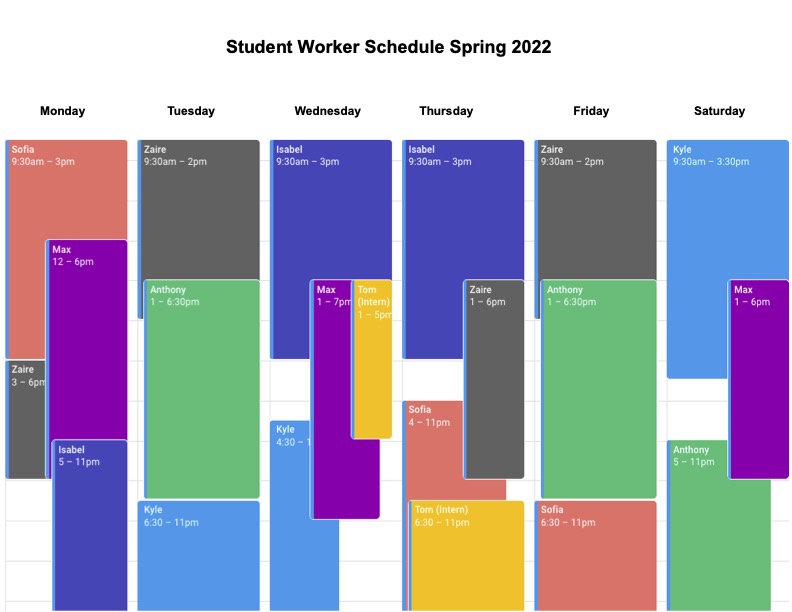 Student Worker Schedule Spring 2022
Monday
Tuesday
Wednesday
Thursday
Friday
Saturday
Sofia
9:30am – 3pm
Max
12 – 6pm
Zaire
3 – 6pm
Isabel
5 – 11pm
Zaire
9:30am – 2pm
Anthony
1 – 6:30pm
Kyle
6:30 – 11pm
Isabel
9:30am – 3pm
Max
1 – 7pm
Tom
(Intern)
1 – 5pm
Kyle
4:30 – 1
Isabel
9:30am – 3pm
Zaire
1 – 6pm
Sofia
4 – 11pm
Tom (Intern)
6:30 – 11pm
Zaire
9:30am – 2pm
Anthony
1 – 6:30pm
Sofia
6:30 – 11pm
Kyle
9:30am – 3:30pm
Max
1 – 6pm
Anthony
5 – 11pm